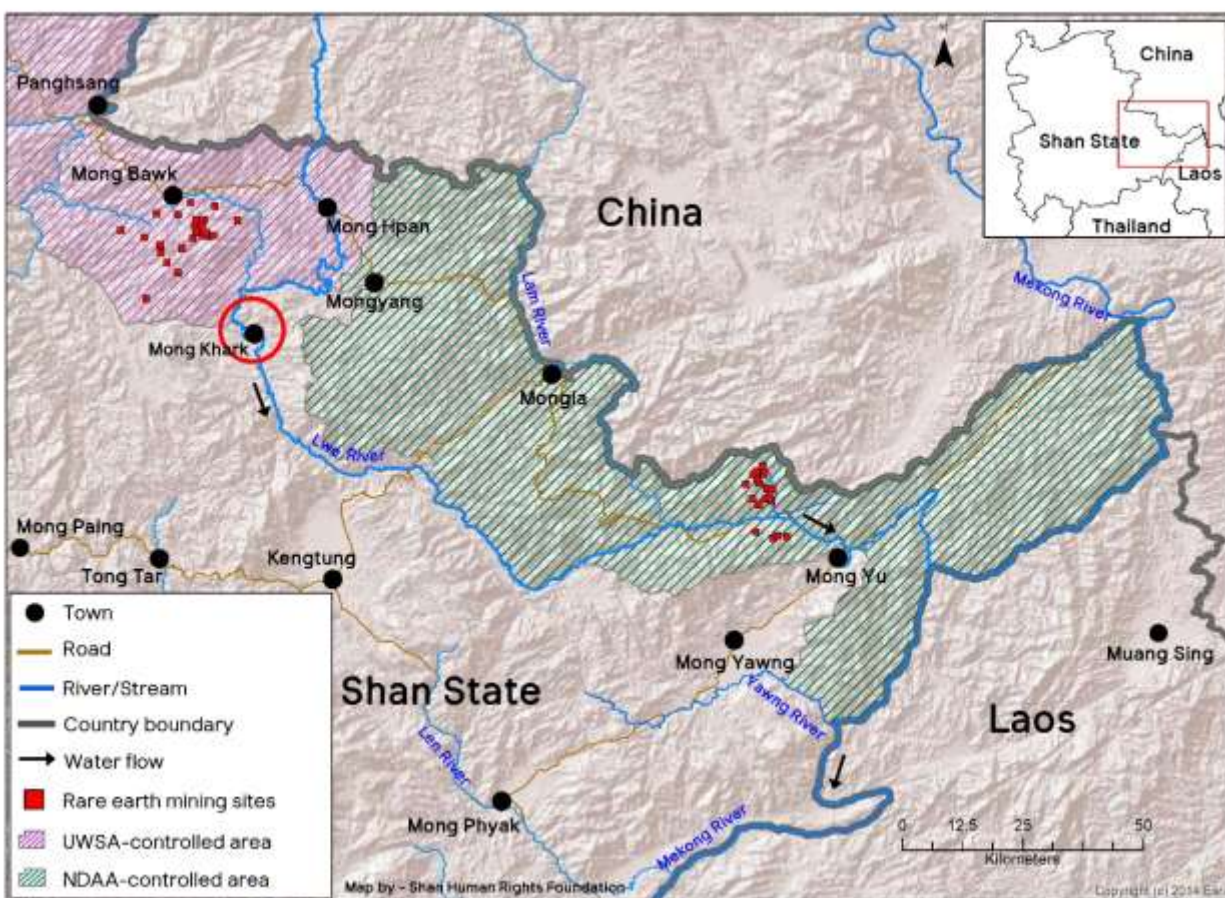 Panghsang
Mong Bawk
Mong Hpan
Mongyang
Mong Khark
China
Lam River
Mongla
Lwe River
Mekong River
China
Shan State
Laos
Thailand
Mong Paing
Tong Tar
Kengtung
Mong Yu
Mong Yawng
Muang Sing
Shan State
Yawng River
Laos
Len River
Mong Phyak
Mekong River
Town
Road
River/Stream
Country boundary
Water flow
Rare earth mining sites
UWSA-controlled area
NDAA-controlled area
0 12.5 25 50
Kilometers
Map by - Shan Human Rights Foundation
Copyright (c) 2014